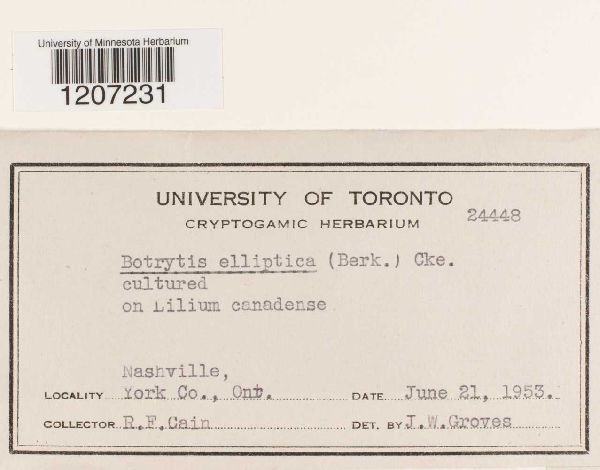 University of Minnesota Herbarium
1207231
UNIVERSITY OF TORONTO
CRYPTOGAMIC HERBARIUM 24448
Botrytis elliptica (Berk.) Cke.
cultured
on Lilium canadense
Nashville,
LOCALITY York Co., Ont. DATE June 21, 1953.
COLLECTOR R.F.Cain DET. BY J.W.Groves